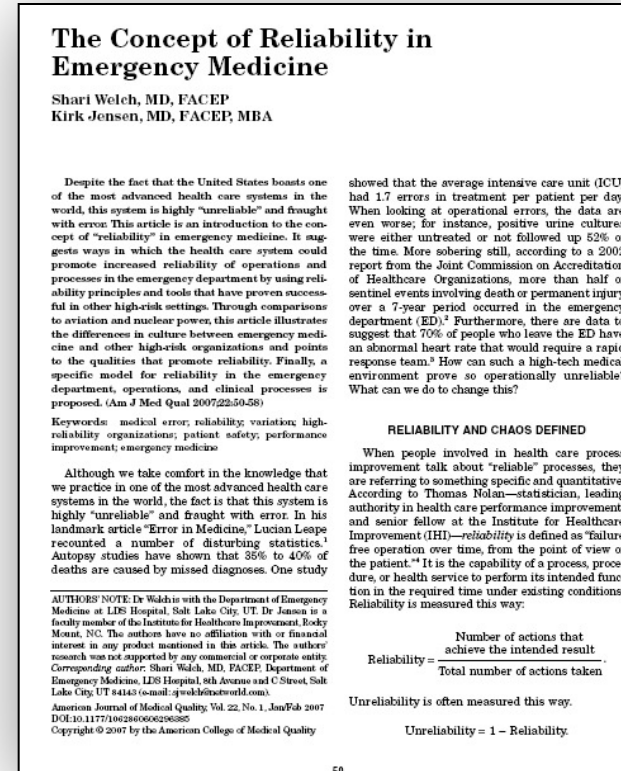 The Concept of Reliability in
Emergency Medicine
Shari Welch, MD, FACEP
Kirk Jensen, MD, FACEP, MBA
Despite the fact that the United States boasts one
of the most advanced health care systems in the
world, this system is highly “unreliable” and fraught
with error. This article is an introduction to the con-
cept of “reliability” in emergency medicine. It sug-
gests ways in which the health care system could
promote increased reliability of operations and
processes in the emergency department by using reli-
ability principles and tools that have proven success-
ful in other high-risk settings. Through comparisons
to aviation and nuclear power, this article illustrates
the differences in culture between emergency medi-
cine and other high-risk organizations and points
to the qualities that promote reliability. Finally, a
specific model for reliability in the emergency
department, operations, and clinical processes is
proposed. (Am J Med Qual 2007;22:50-58)
Keywords: medical error; reliability; variation; high-
reliability organizations; patient safety; performance
improvement; emergency medicine
Although we take comfort in the knowledge that
we practice in one of the most advanced health care
systems in the world, the fact is that this system is
highly “unreliable” and fraught with error. In his
landmark article “Error in Medicine,” Lucian Leape
recounted a number of disturbing statistics.1
Autopsy studies have shown that 35% to 40% of
deaths are caused by missed diagnoses. One study
AUTHORS' NOTE: Dr Welch is with the Department of Emergency
Medicine at LDS Hospital, Salt Lake City, UT. Dr Jensen is a
faculty member of the Institute for Healthcare Improvement, Rocky
Mount, NC. The authors have no affiliation with or financial
interest in any product mentioned in this article. The authors'
research was not supported by any commercial or corporate entity.
Corresponding author: Shari Welch, MD, FACEP, Department of
Emergency Medicine, LDS Hospital, 8th Avenue and C Street, Salt
Lake City, UT 84143 (e-mail: sjwelch@networld.com).
American Journal of Medical Quality, Vol. 22, No. 1, Jan/Feb 2007
DOI:10.1177/1062860606296385
Copyright © 2007 by the American College of Medical Quality
showed that the average intensive care unit (ICU
had 1.7 errors in treatment per patient per day
When looking at operational errors, the data are
even worse; for instance, positive urine cultures
were either untreated or not followed up 52% o
the time. More sobering still, according to a 2002
report from the Joint Commission on Accreditation
of Healthcare Organizations, more than half o
sentinel events involving death or permanent injury
over a 7-year period occurred in the emergency
department (ED).2 Furthermore, there are data to
suggest that 70% of people who leave the ED have
an abnormal heart rate that would require a rapid
response team.3 How can such a high-tech medical
environment prove so operationally unreliable?
What can we do to change this?
RELIABILITY AND CHAOS DEFINED
When people involved in health care process
improvement talk about “reliable” processes, they
are referring to something specific and quantitative
According to Thomas Nolan—statistician, leading
authority in health care performance improvement
and senior fellow at the Institute for Healthcare
Improvement (IHI)—reliability is defined as “failure
free operation over time, from the point of view o
the patient.”4 It is the capability of a process, proce
dure, or health service to perform its intended func
tion in the required time under existing conditions
Reliability is measured this way:
Number of actions that
achieve the intended result
Reliability = .
Total number of actions taken
Unreliability is often measured this way.
Unreliability = 1 – Reliability.